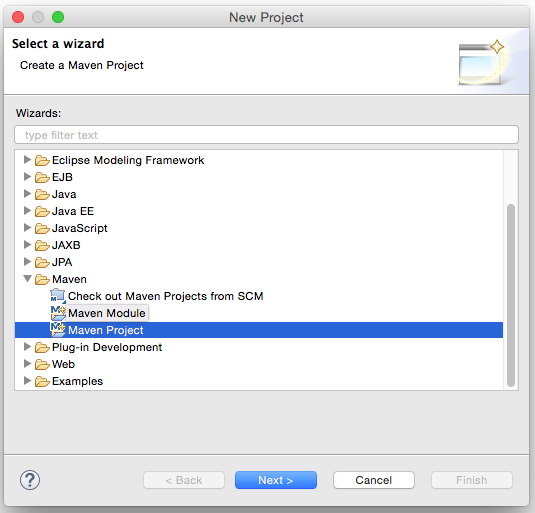 New Project
Select a wizard
Create a Maven Project
Wizards:
type filter text
Eclipse Modeling Framework
EJB
Java
Java EE
JavaScript
JAXB
JPA
Maven
Check out Maven Projects from SCM
Maven Module
Maven Project
Plug-in Development
Web
Examples
? < Back Next > Cancel Finish